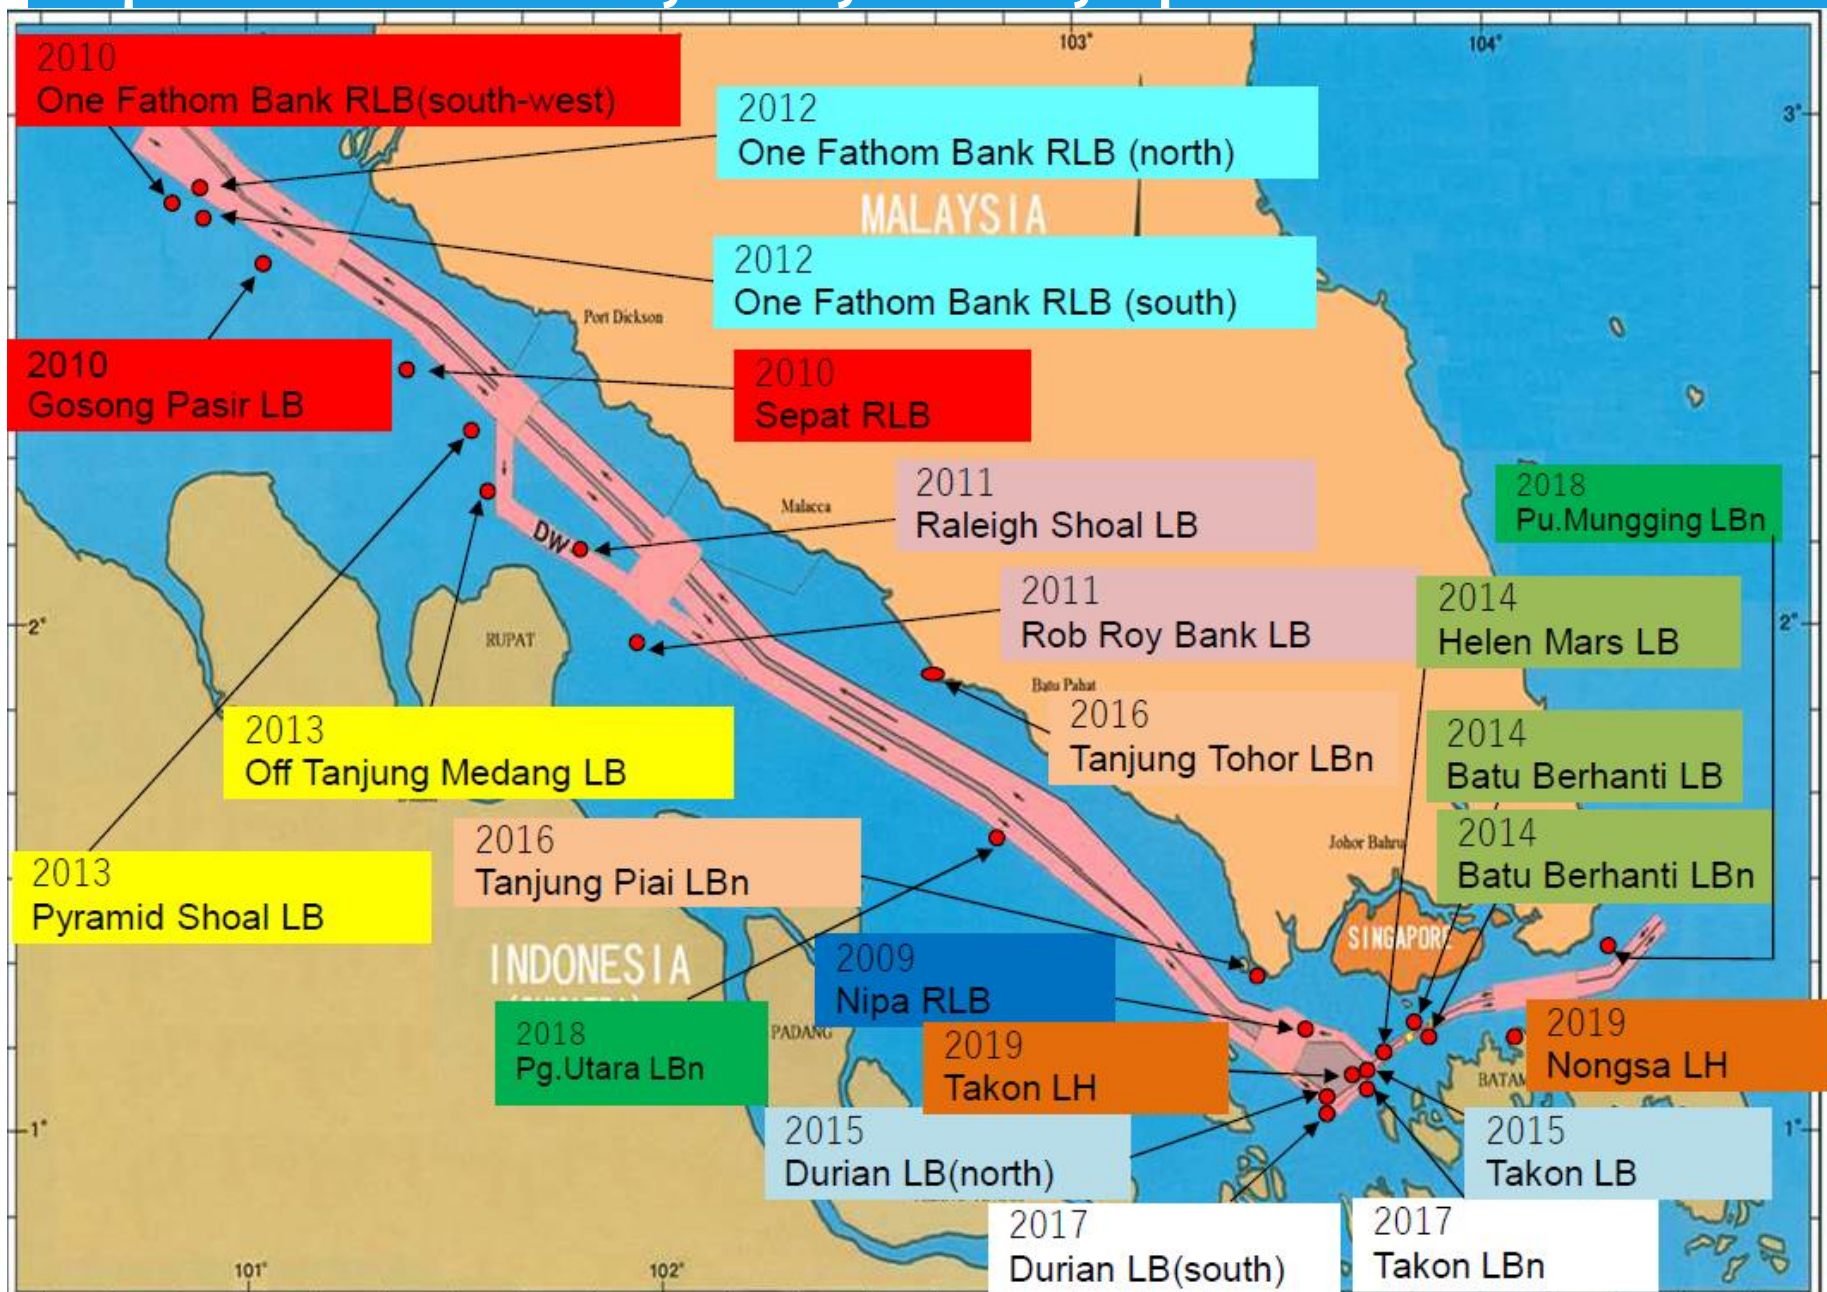 103°
104°
2010
One Fathom Bank RLB(south-west)
2012
One Fathom Bank RLB (north)
3°
MALAYSIA
2012
One Fathom Bank RLB (south)
Port Dickson
2010
Gosong Pasir LB
2010
Sepat RLB
2011
Raleigh Shoal LB
2018
Pu.Mungging LBn
Malacca
DW
2011
Rob Roy Bank LB
2014
Helen Mars LB
2°
2°
RUPAT
Batu Pahat
2016
Tanjung Tohor LBn
2013
Off Tanjung Medang LB
2014
Batu Berhanti LB
2016
Tanjung Piai LBn
Johor Bahru
2014
Batu Berhanti LBn
2013
Pyramid Shoal LB
INDONESIA
SINGAPORE
2009
Nipa RLB
2018
Pg.Utara LBn
PADANG
2019
Takon LH
2019
Nongsa LH
BATAM
2015
Durian LB(north)
2015
Takon LB
1°
1°
2017
Durian LB(south)
2017
Takon LBn
101°
102°